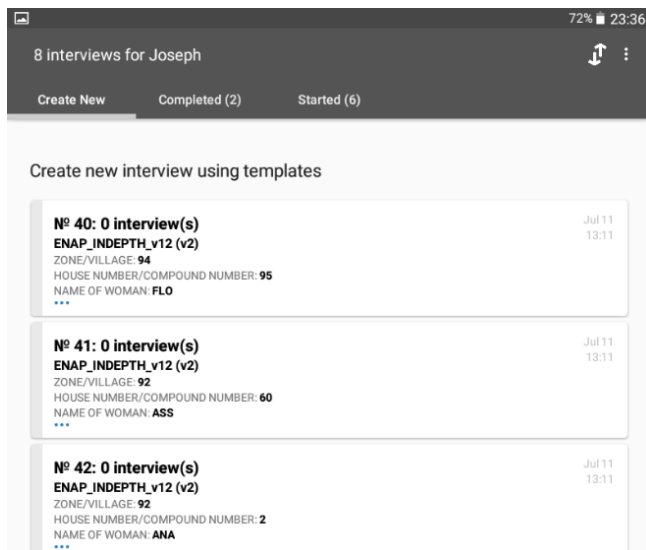 72% 23:36
8 interviews for Joseph
Create New Completed (2) Started (6)
Create new interview using templates
№ 40: 0 interview(s) Jul 11
ENAP_INDEPTH_v12 (v2) 13:11
ZONE/VILLAGE: 94
HOUSE NUMBER/COMPOUND NUMBER: 95
NAME OF WOMAN: FLO
...
№ 41: 0 interview(s) Jul 11
ENAP_INDEPTH_v12 (v2) 13:11
ZONE/VILLAGE: 92
HOUSE NUMBER/COMPOUND NUMBER: 60
NAME OF WOMAN: ASS
...
№ 42: 0 interview(s) Jul 11
ENAP_INDEPTH_v12 (v2) 13:11
ZONE/VILLAGE: 92
HOUSE NUMBER/COMPOUND NUMBER: 2
NAME OF WOMAN: ANA
...